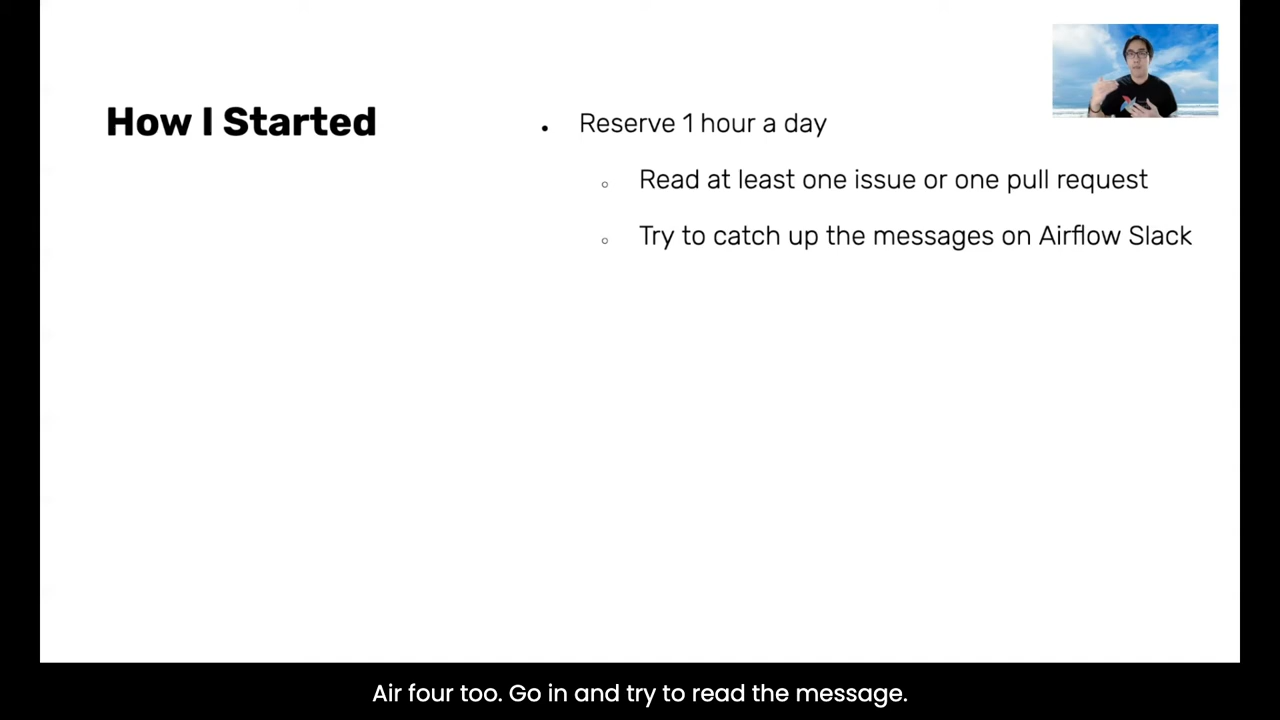 How I Started
• Reserve 1 hour a day
○ Read at least one issue or one pull request
○ Try to catch up the messages on Airflow Slack
Air four too. Go in and try to read the message.